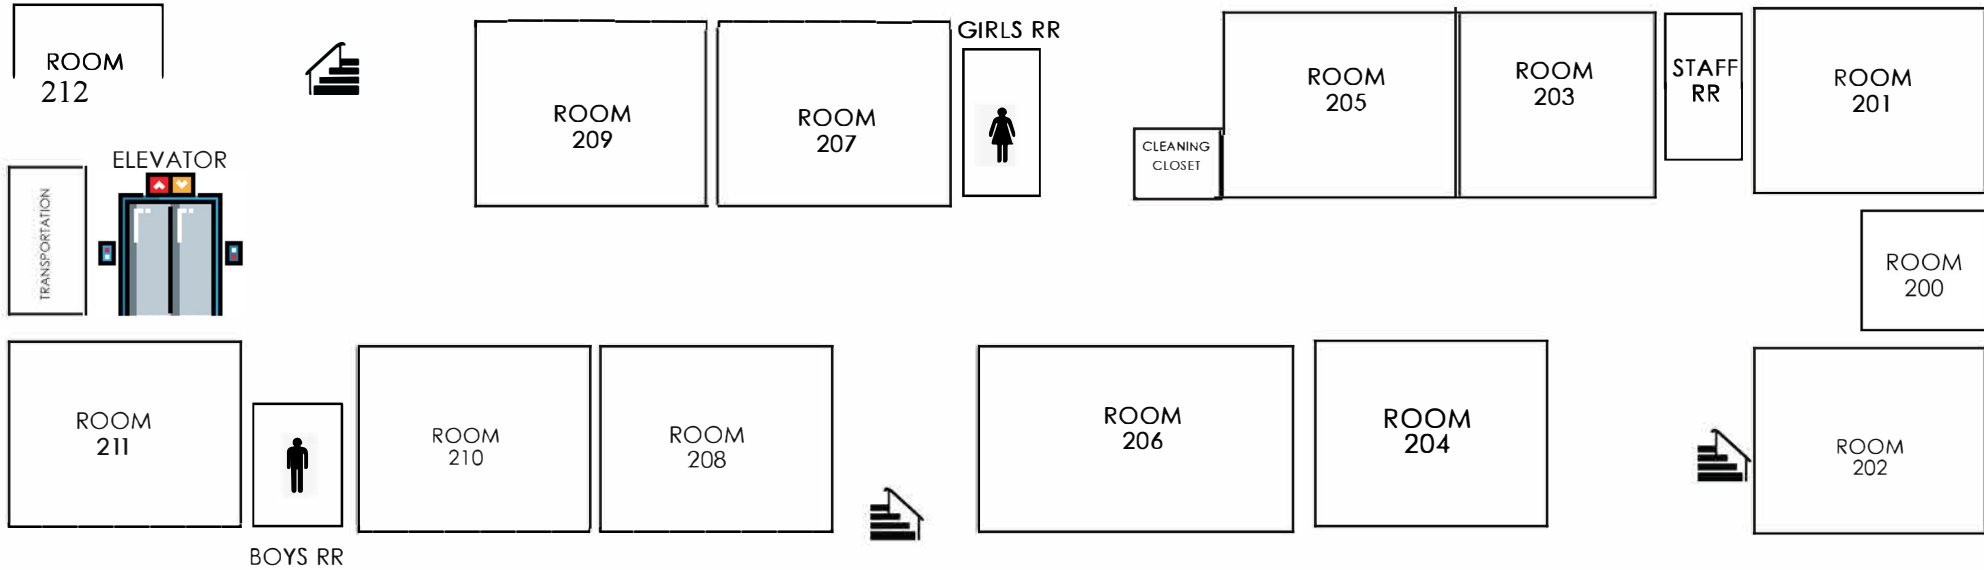 ROOM
212
GIRLS RR
ROOM
209
ROOM
207
ROOM
205
ROOM
203
STAFF
RR
ROOM
201
CLEANING
CLOSET
ELEVATOR
TRANSPORTATION
ROOM
200
ROOM
211
ROOM
210
ROOM
208
ROOM
206
ROOM
204
ROOM
202
BOYS RR